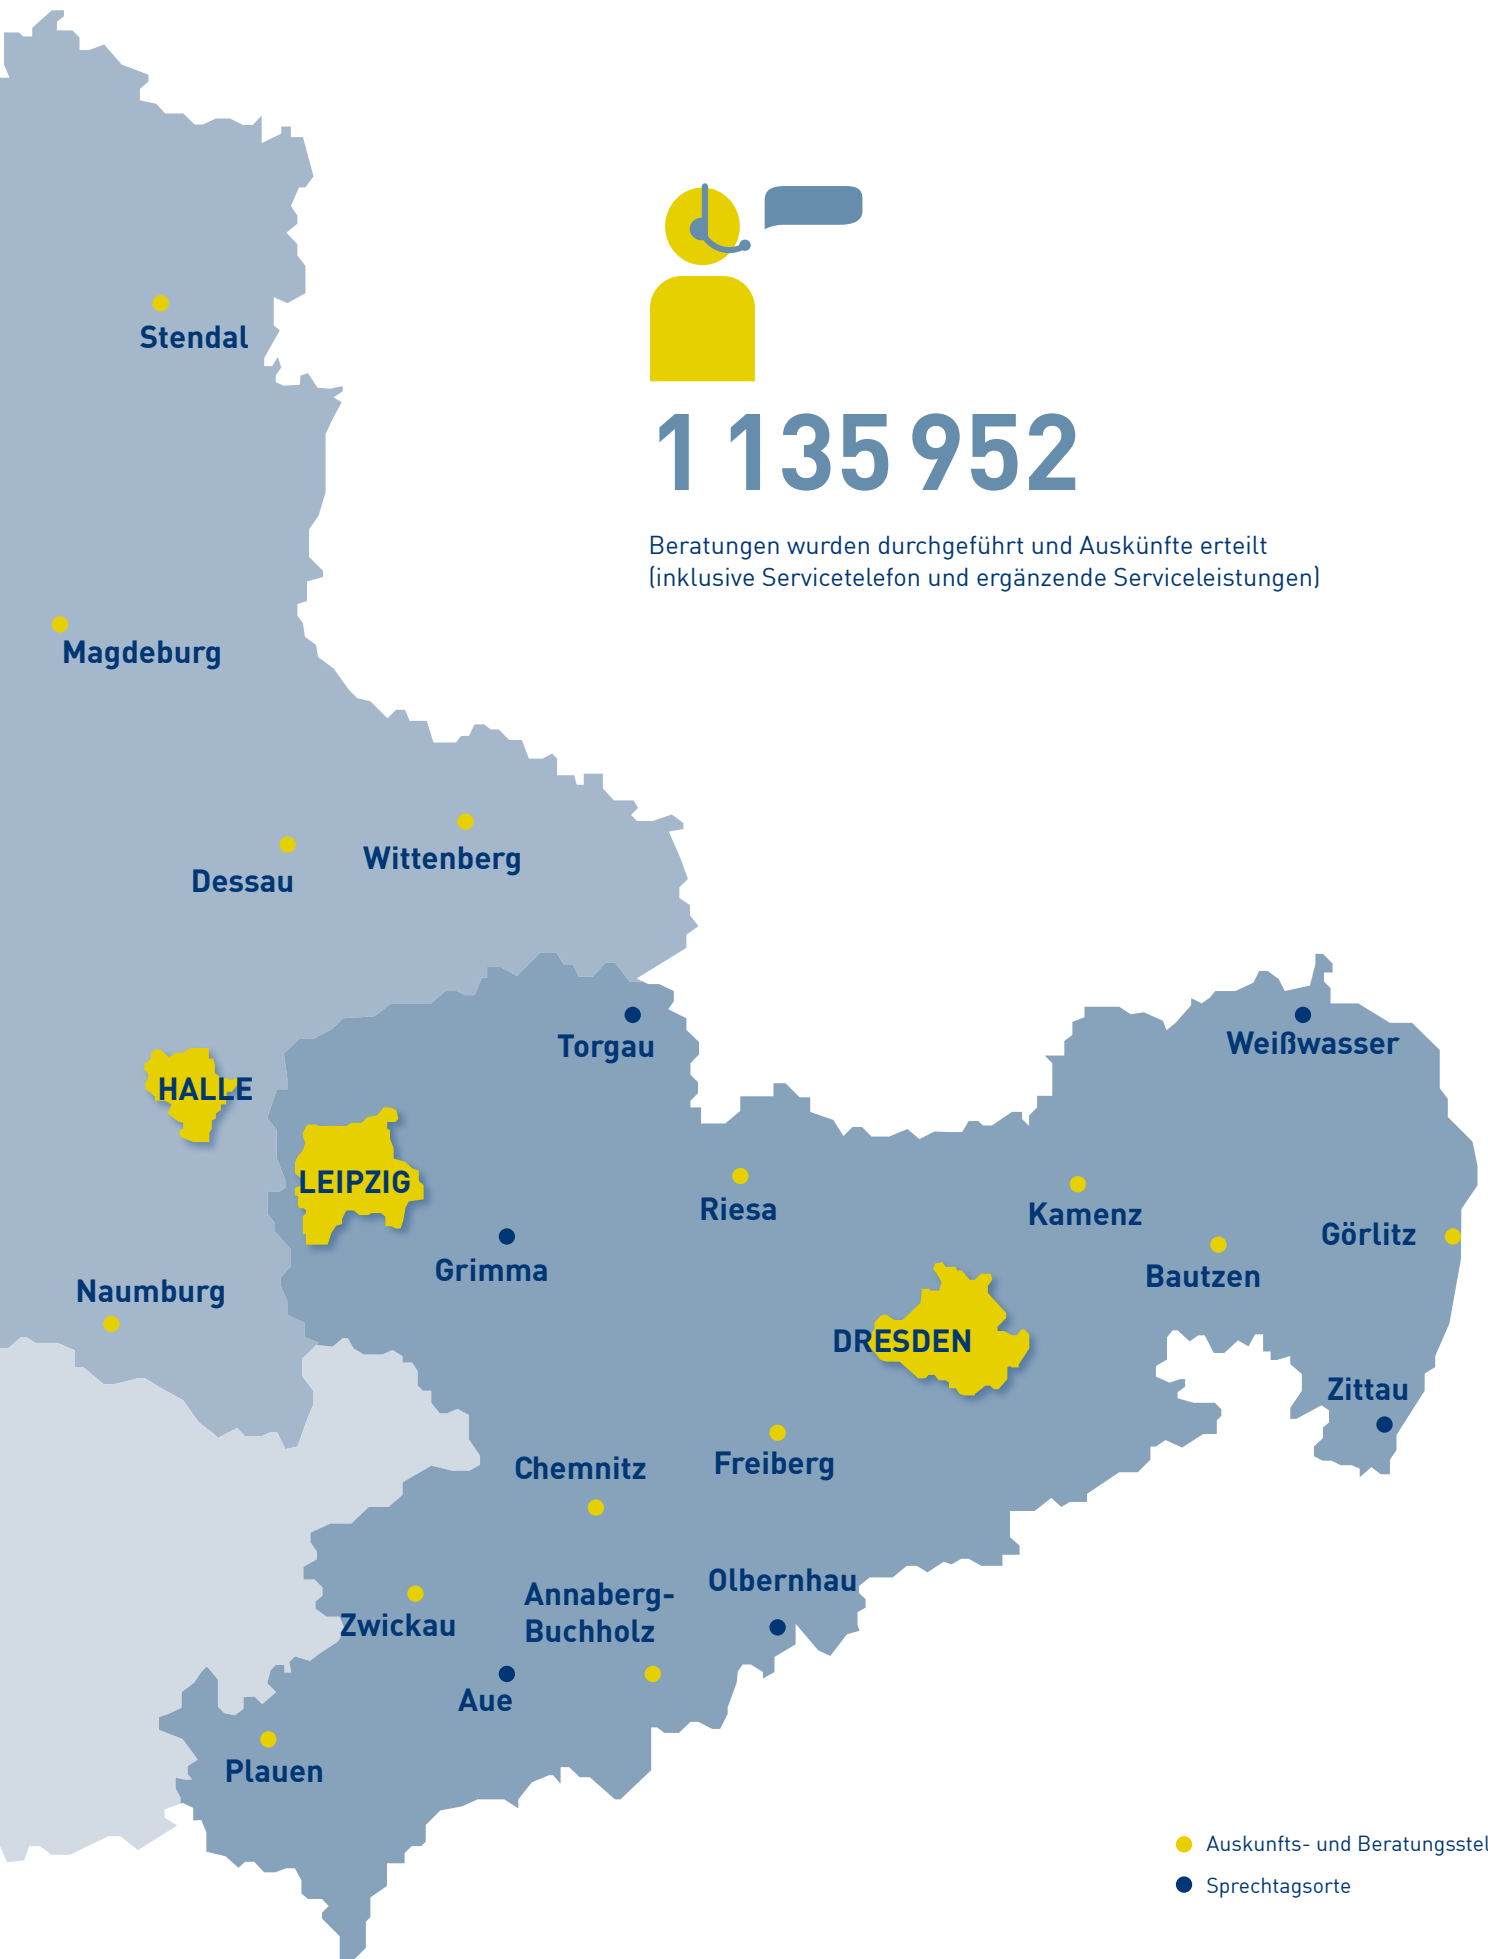 Stendal
1 135 952
Beratungen wurden durchgeführt und Auskünfte erteilt
(inklusive Servicetelefon und ergänzende Serviceleistungen)
Magdeburg
Wittenberg
Dessau
Torgau
Weißwasser
HALLE
LEIPZIG
Riesa
Kamenz
Görlitz
Grimma
Bautzen
Naumburg
DRESDEN
Zittau
Chemnitz
Freiberg
Olbernhau
Annaberg-
Buchholz
Zwickau
Aue
Plauen
Auskunfts- und Beratungsstel
Sprechtagsorte